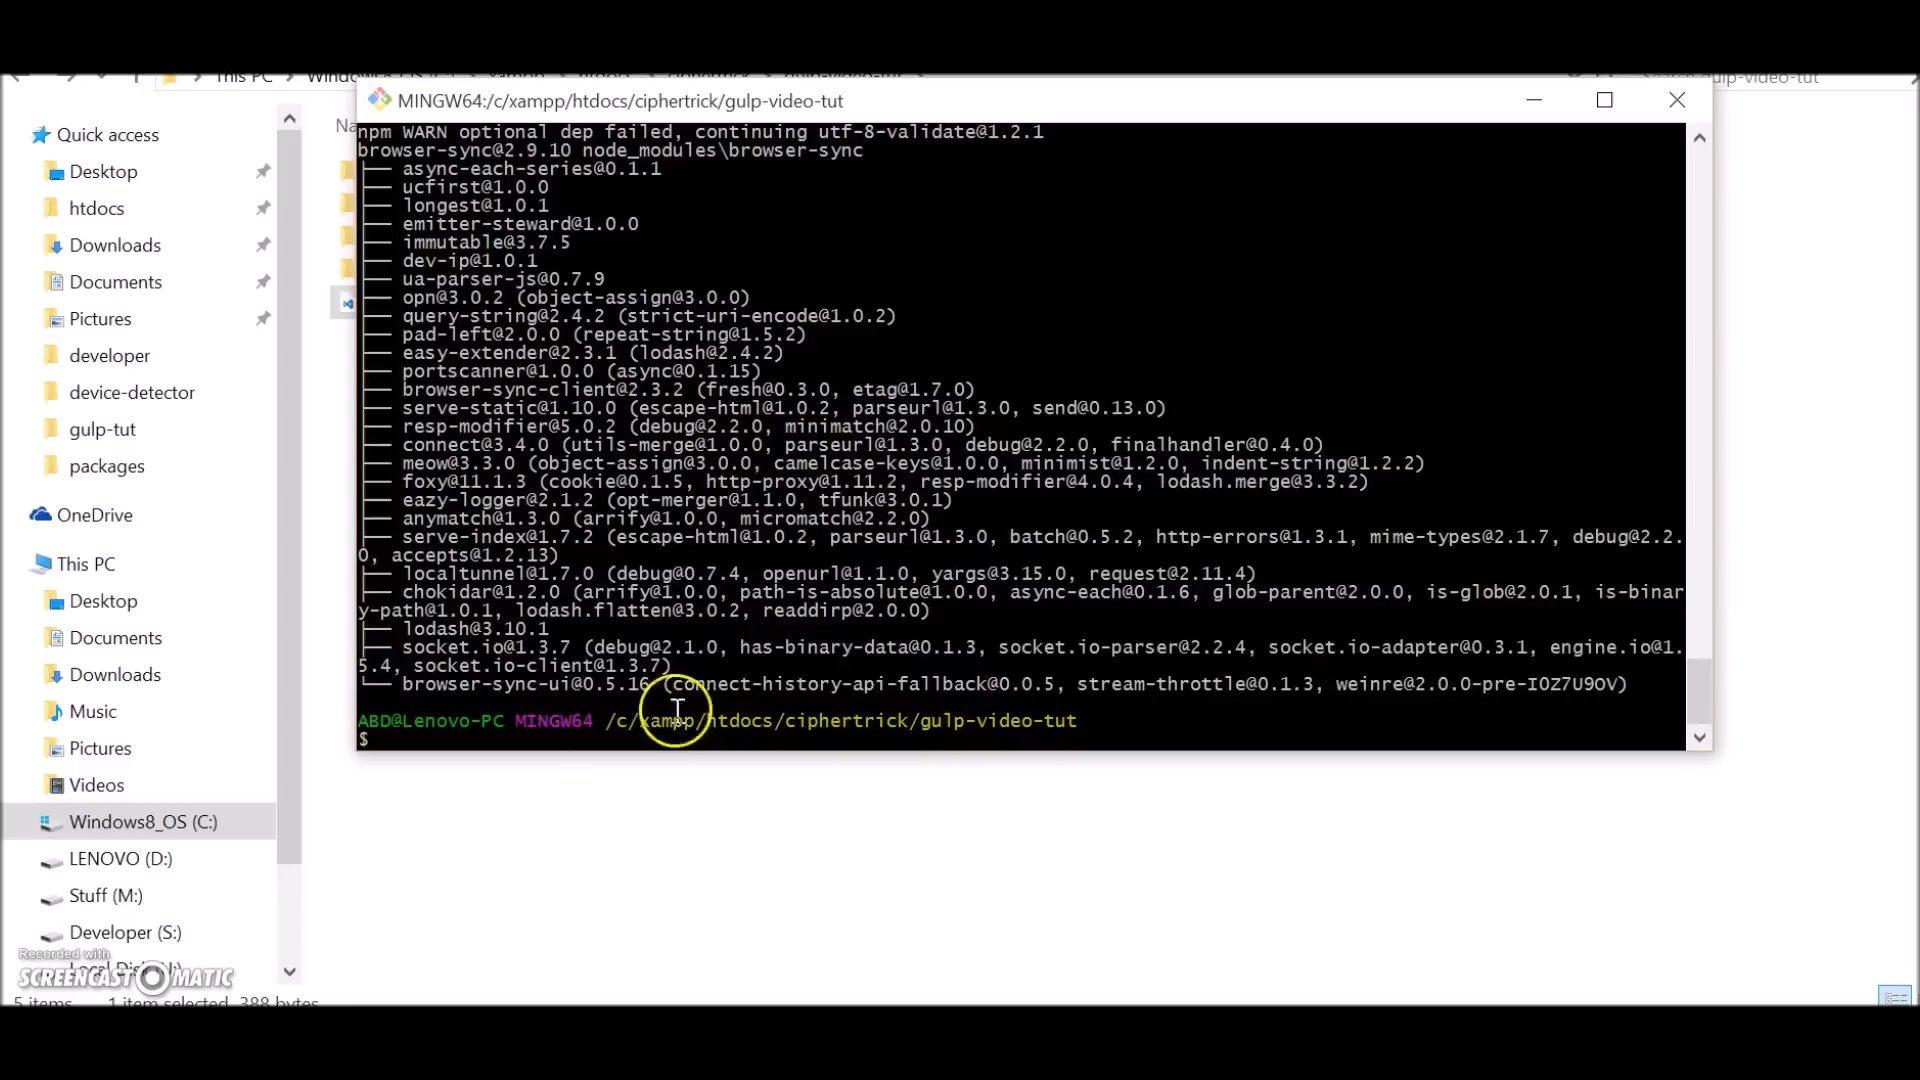 This PC
Search gulp-video-tut
MINGW64:/c/xampp/htdocs/ciphertrick/gulp-video-tut
Quick access
Desktop
htdocs
Downloads
Documents
Pictures
developer
device-detector
gulp-tut
packages
OneDrive
This PC
Desktop
Documents
Downloads
Music
Pictures
Videos
Windows8_OS (C:)
LENOVO (D:)
Stuff (M:)
Developer (S:)
Recorded with
SCREENCAST MATIC
5 items 1 item selected 388 bytes
Na
npm WARN optional dep failed, continuing utf-8-validate@1.2.1
browser-sync@2.9.10 node_modules\browser-sync
├── async-each-series@0.1.1
├── ucfirst@1.0.0
├── longest@1.0.1
├── emitter-steward@1.0.0
├── immutable@3.7.5
├── dev-ip@1.0.1
├── ua-parser-js@0.7.9
├── opn@3.0.2 (object-assign@3.0.0)
├── query-string@2.4.2 (strict-uri-encode@1.0.2)
├── pad-left@2.0.0 (repeat-string@1.5.2)
├── easy-extender@2.3.1 (lodash@2.4.2)
├── portscanner@1.0.0 (async@0.1.15)
├── browser-sync-client@2.3.2 (fresh@0.3.0, etag@1.7.0)
├── serve-static@1.10.0 (escape-html@1.0.2, parseurl@1.3.0, send@0.13.0)
├── resp-modifier@5.0.2 (debug@2.2.0, minimatch@2.0.10)
├── connect@3.4.0 (utils-merge@1.0.0, parseurl@1.3.0, debug@2.2.0, finalhandler@0.4.0)
├── meow@3.3.0 (object-assign@3.0.0, camelcase-keys@1.0.0, minimist@1.2.0, indent-string@1.2.2)
├── foxy@11.1.3 (cookie@0.1.5, http-proxy@1.11.2, resp-modifier@4.0.4, lodash.merge@3.3.2)
├── eazy-logger@2.1.2 (opt-merger@1.1.0, tfunk@3.0.1)
├── anymatch@1.3.0 (arrify@1.0.0, micromatch@2.2.0)
├── serve-index@1.7.2 (escape-html@1.0.2, parseurl@1.3.0, batch@0.5.2, http-errors@1.3.1, mime-types@2.1.7, debug@2.2.
0, accepts@1.2.13)
├── localtunnel@1.7.0 (debug@0.7.4, openurl@1.1.0, yargs@3.15.0, request@2.11.4)
├── chokidar@1.2.0 (arrify@1.0.0, path-is-absolute@1.0.0, async-each@0.1.6, glob-parent@2.0.0, is-glob@2.0.1, is-binar
y-path@1.0.1, lodash.flatten@3.0.2, readdirp@2.0.0)
├── lodash@3.10.1
├── socket.io@1.3.7 (debug@2.1.0, has-binary-data@0.1.3, socket.io-parser@2.2.4, socket.io-adapter@0.3.1, engine.io@1.
5.4, socket.io-client@1.3.7)
└── browser-sync-ui@0.5.16 (connect-history-api-fallback@0.0.5, stream-throttle@0.1.3, weinre@2.0.0-pre-I0Z7U9OV)
ABD@Lenovo-PC MINGW64 /c/xampp/htdocs/ciphertrick/gulp-video-tut
$